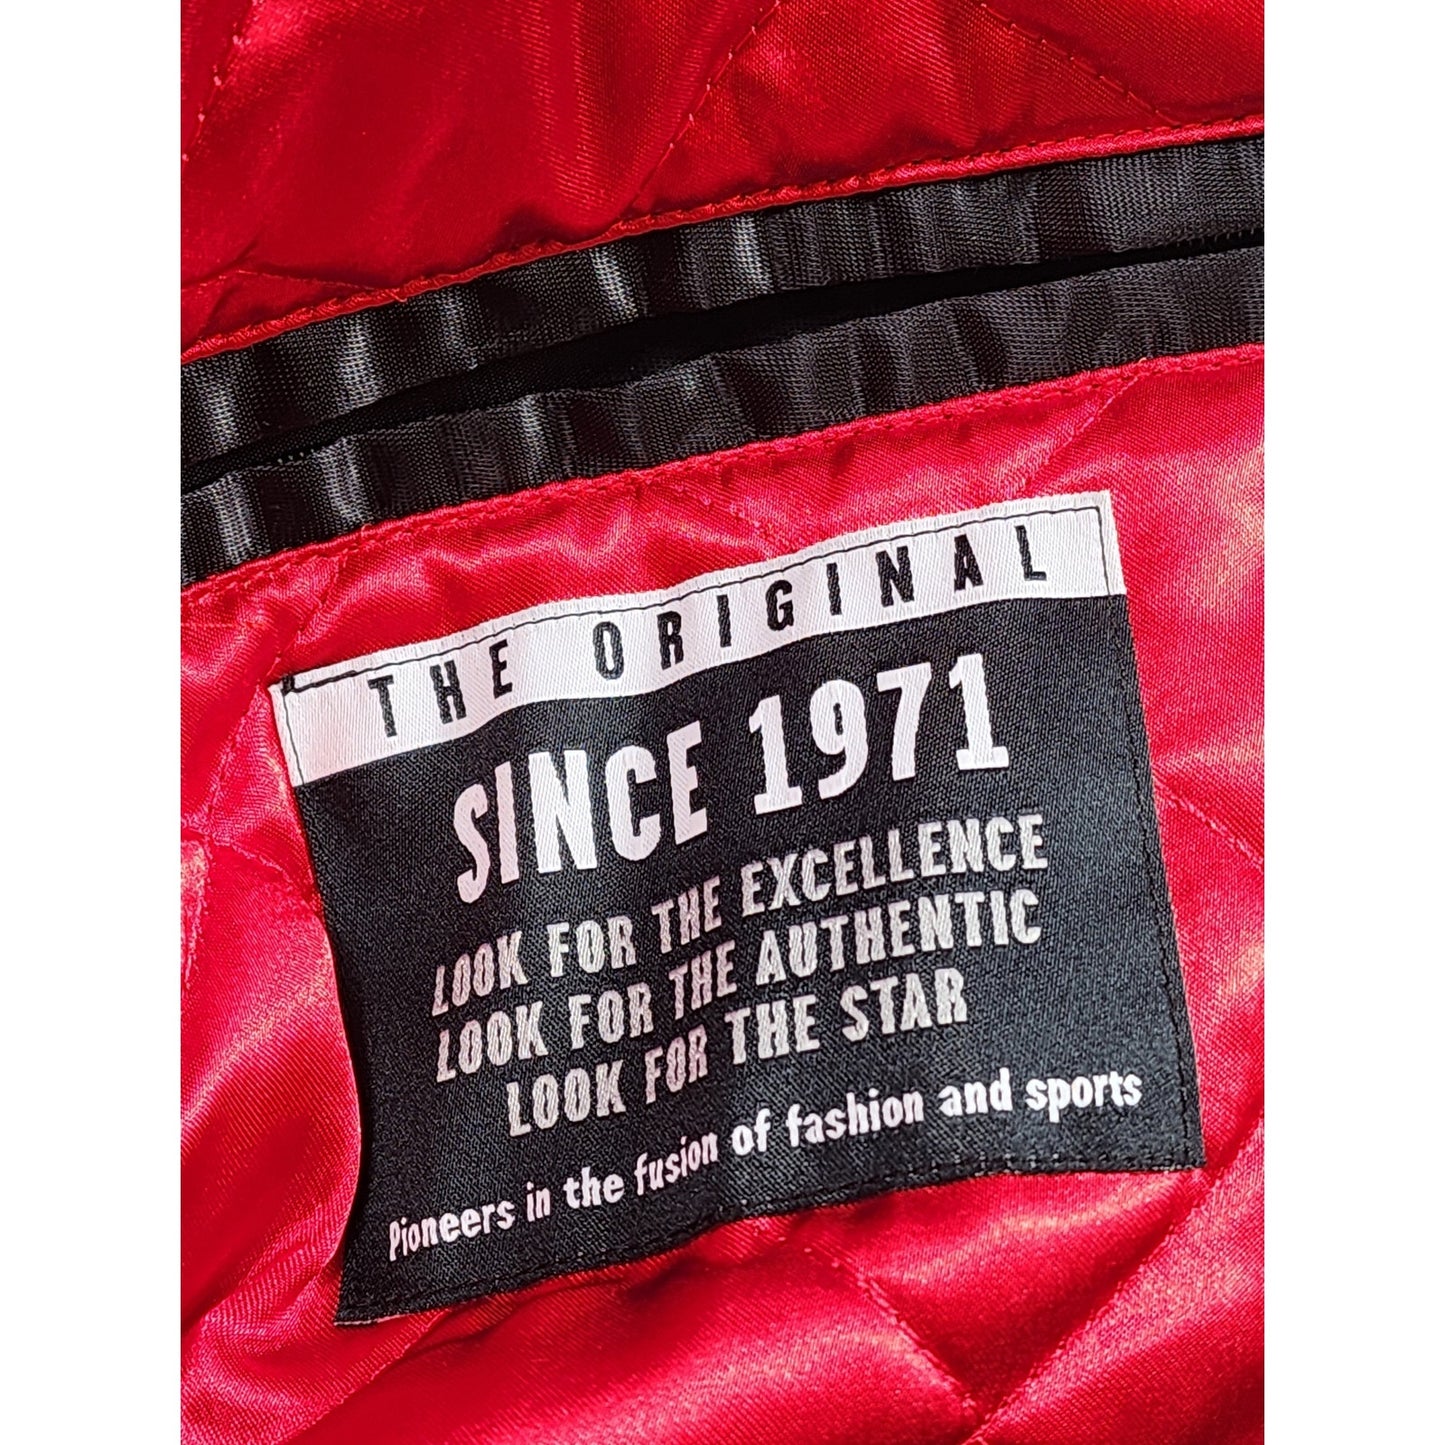 THE ORIGINAL
SINCE 1971
LOOK FOR THE EXCELLENCE
LOOK FOR THE AUTHENTIC
LOOK FOR THE STAR
Pioneers in the fusion of fashion and sports